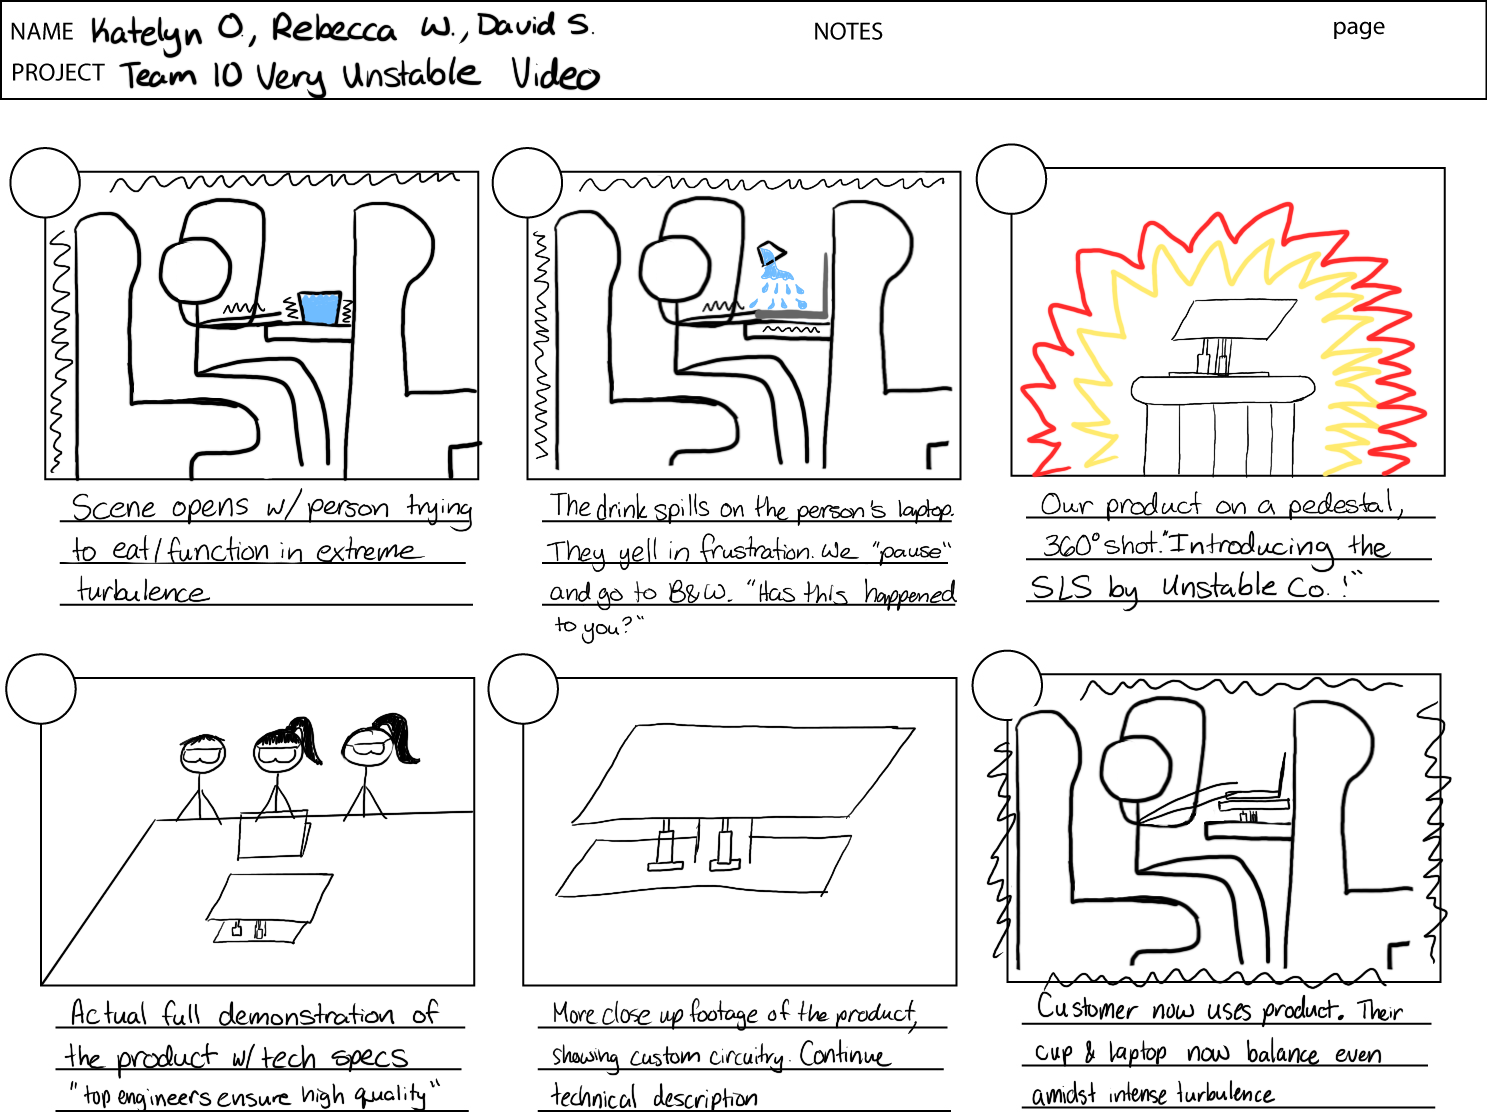 NAME Katelyn O., Rebecca W., David S.
NOTES
page
PROJECT Team 10 Very Unstable Video
Scene opens w/ person trying
to eat/function in extreme
turbulence
The drink spills on the person's laptop.
They yell in frustration. We "pause"
and go to B&W. "Has this happened
to you?"
Our product on a pedestal,
360° shot. "Introducing the
SLS by Unstable Co.!"
Actual full demonstration of
the product w/ tech specs
"top engineers ensure high quality"
More close up footage of the product,
showing custom circuitry. Continue
technical description
Customer now uses product. Their
cup & laptop now balance even
amidst intense turbulence